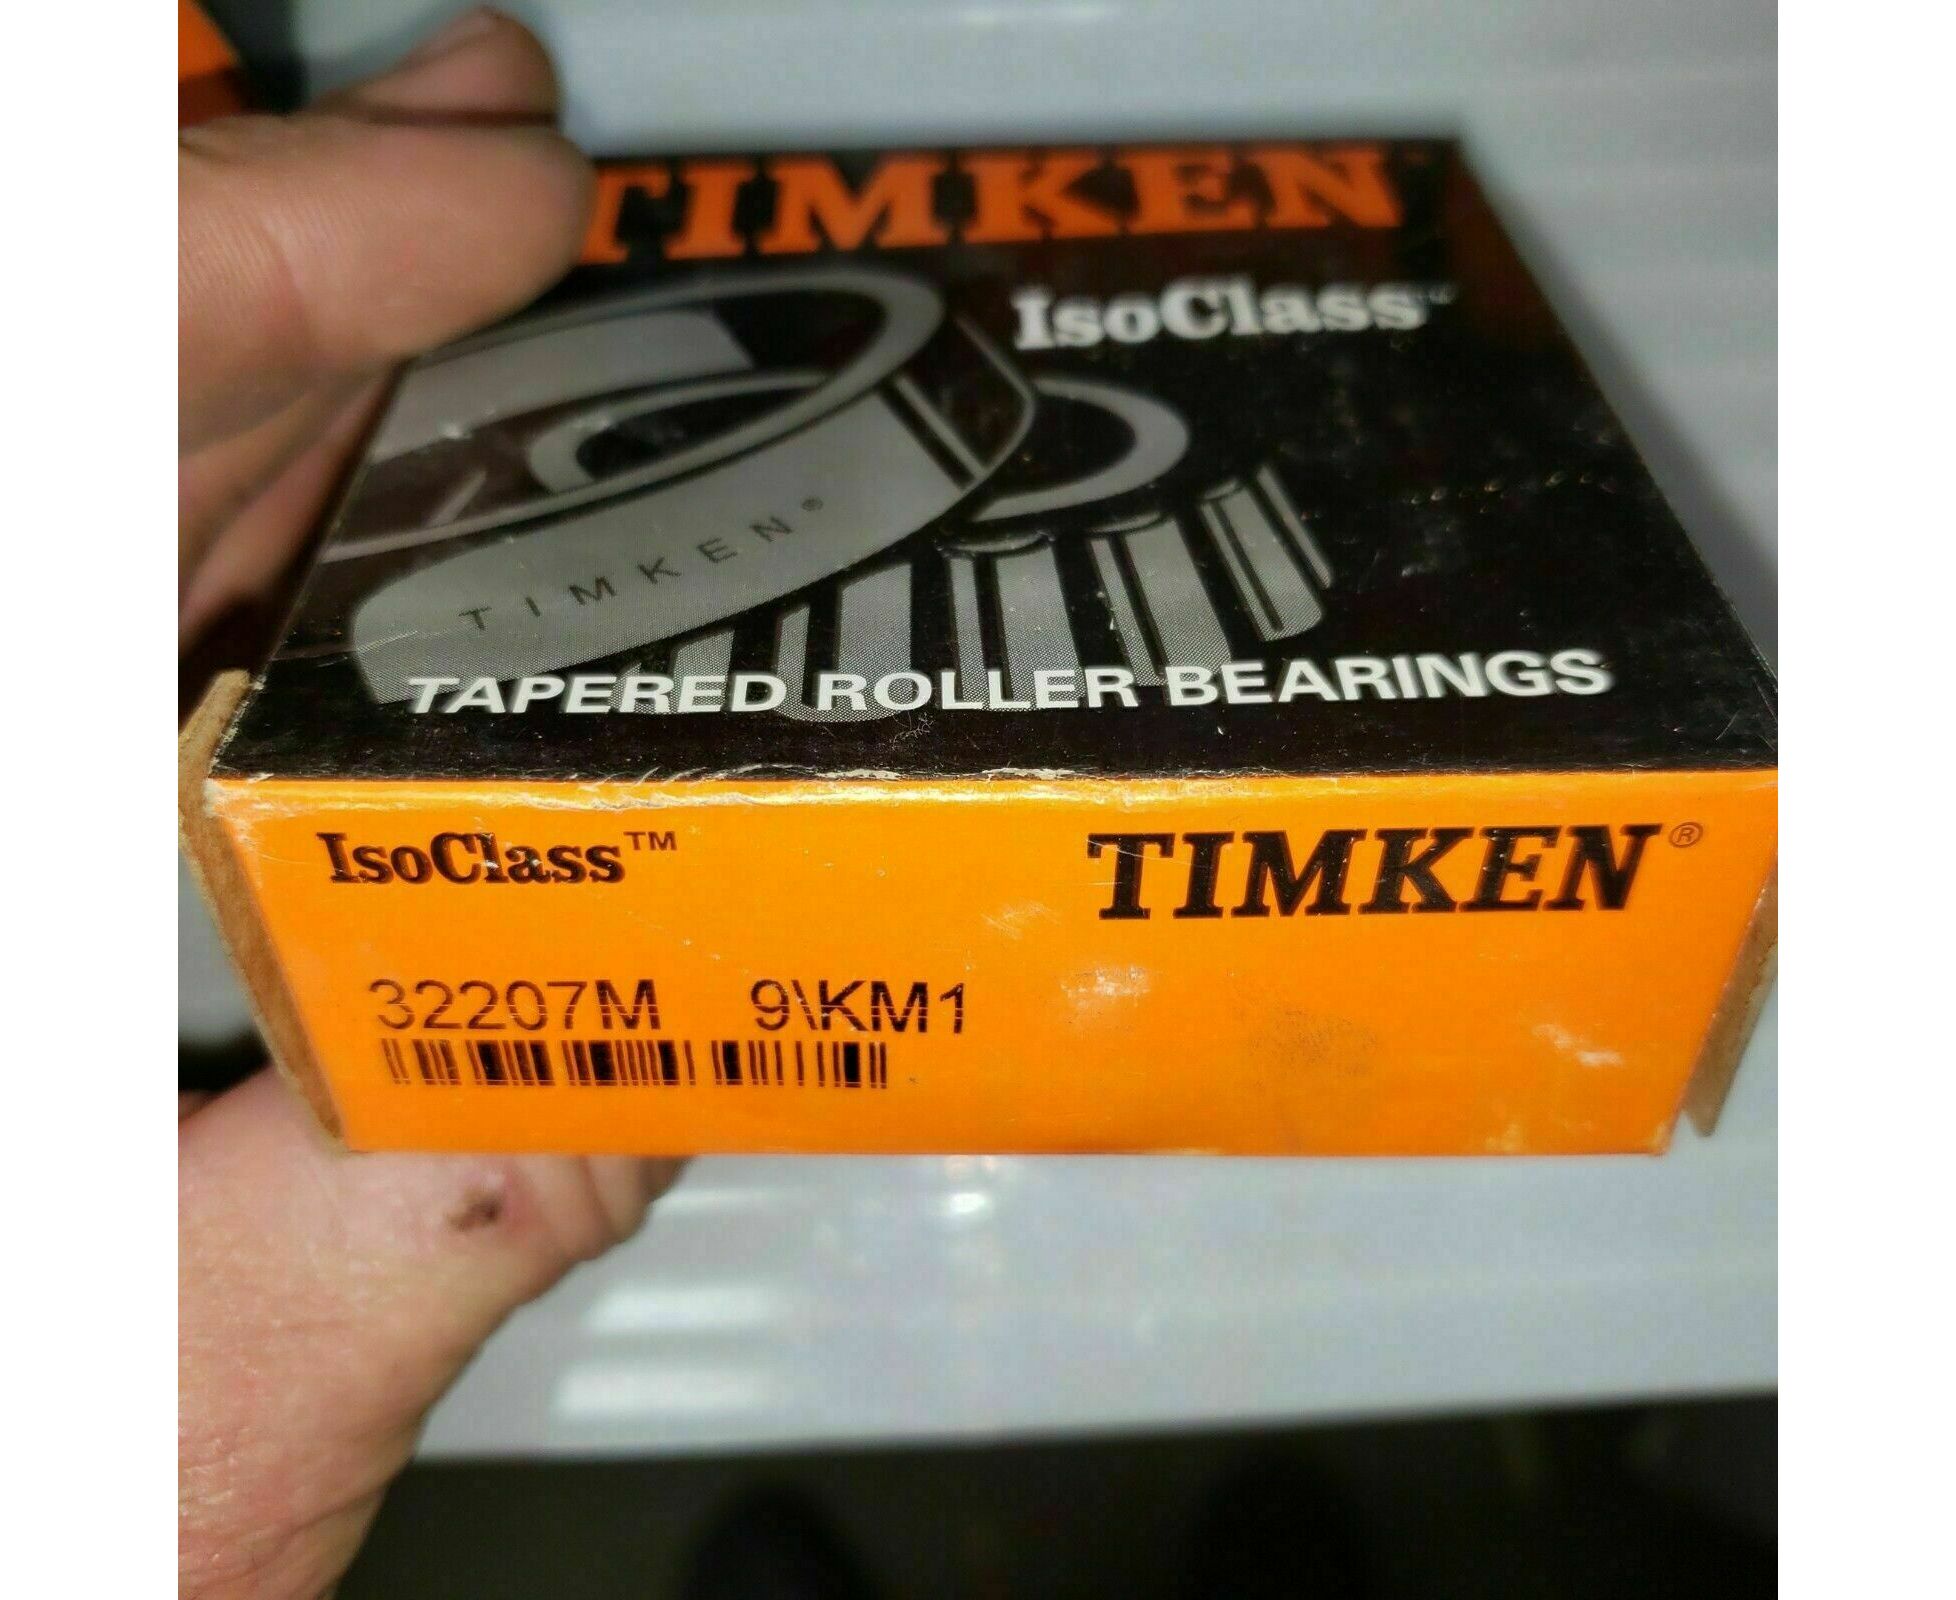 TIMKEN
IsoClass™
TIMKEN®
TAPERED ROLLER BEARINGS
IsoClass™ TIMKEN®
32207M 9\KM1